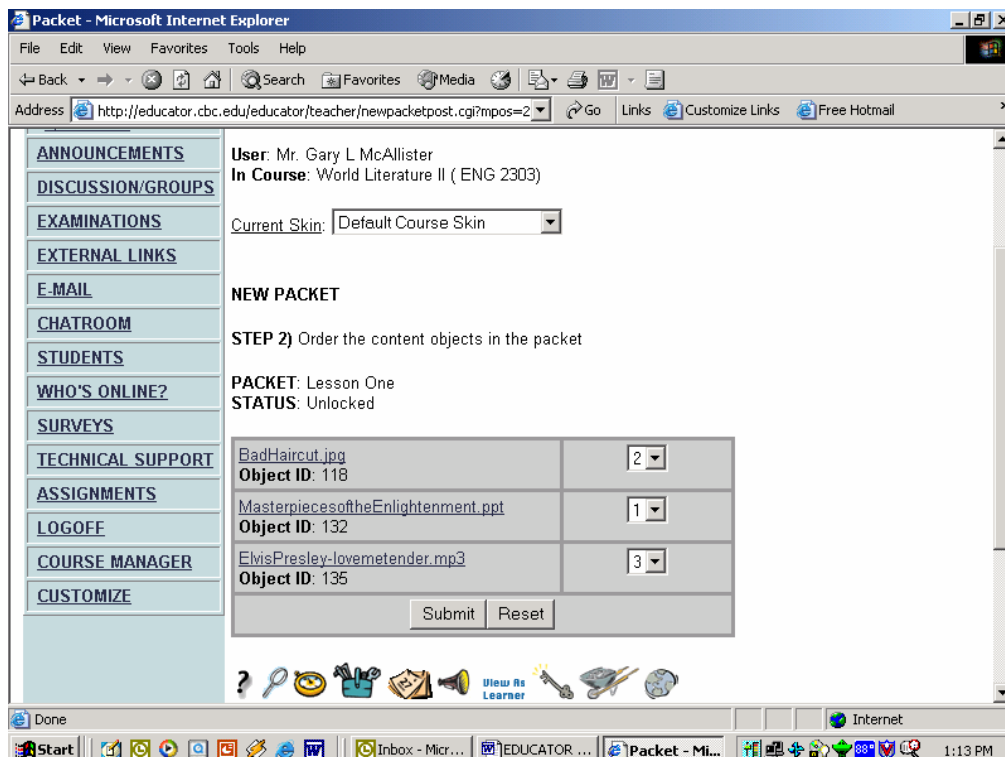 Packet - Microsoft Internet Explorer
File Edit View Favorites Tools Help
Back Search Favorites Media
Address http://educator.cbc.edu/educator/teacher/newpacketpost.cgi?mpos=2 Go Links Customize Links Free Hotmail
ANNOUNCEMENTS
DISCUSSION/GROUPS
EXAMINATIONS
EXTERNAL LINKS
E-MAIL
CHATROOM
STUDENTS
WHO'S ONLINE?
SURVEYS
TECHNICAL SUPPORT
ASSIGNMENTS
LOGOFF
COURSE MANAGER
CUSTOMIZE
User: Mr. Gary L McAllister
In Course: World Literature II ( ENG 2303)
Current Skin: Default Course Skin
NEW PACKET
STEP 2) Order the content objects in the packet
PACKET: Lesson One
STATUS: Unlocked
BadHaircut.jpg 2
Object ID: 118
MasterpiecesoftheEnlightenment.ppt 1
Object ID: 132
ElvisPresley-lovemetender.mp3 3
Object ID: 135
Submit Reset
View As
Learner
Done Internet
Start Inbox - Micr... EDUCATOR ... Packet - Mi... 88° 1:13 PM